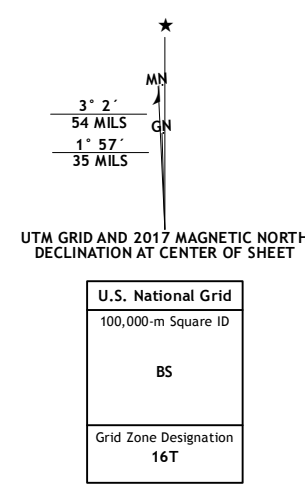 MN
3° 2´
54 MILS
GN
1° 57´
35 MILS
UTM GRID AND 2017 MAGNETIC NORTH
DECLINATION AT CENTER OF SHEET
U.S. National Grid
100,000-m Square ID
BS
Grid Zone Designation
16T